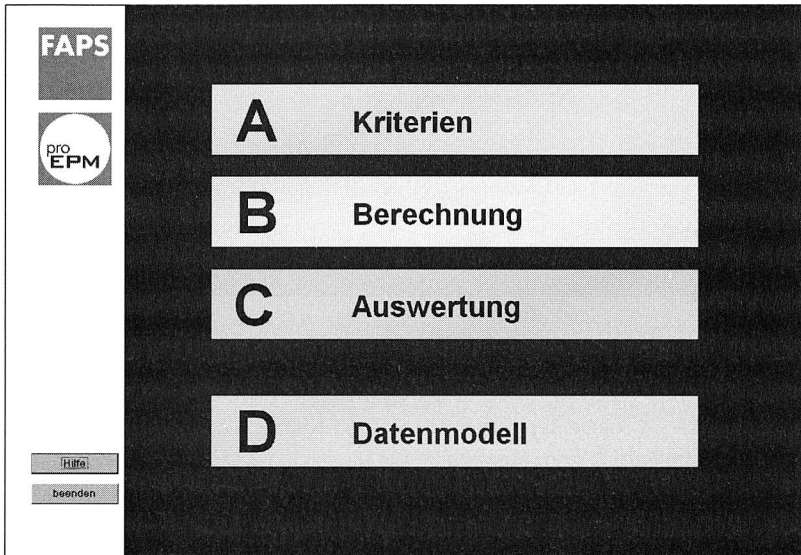 FAPS
pro
EPM
A Kriterien
B Berechnung
C Auswertung
D Datenmodell
Hilfe
beenden